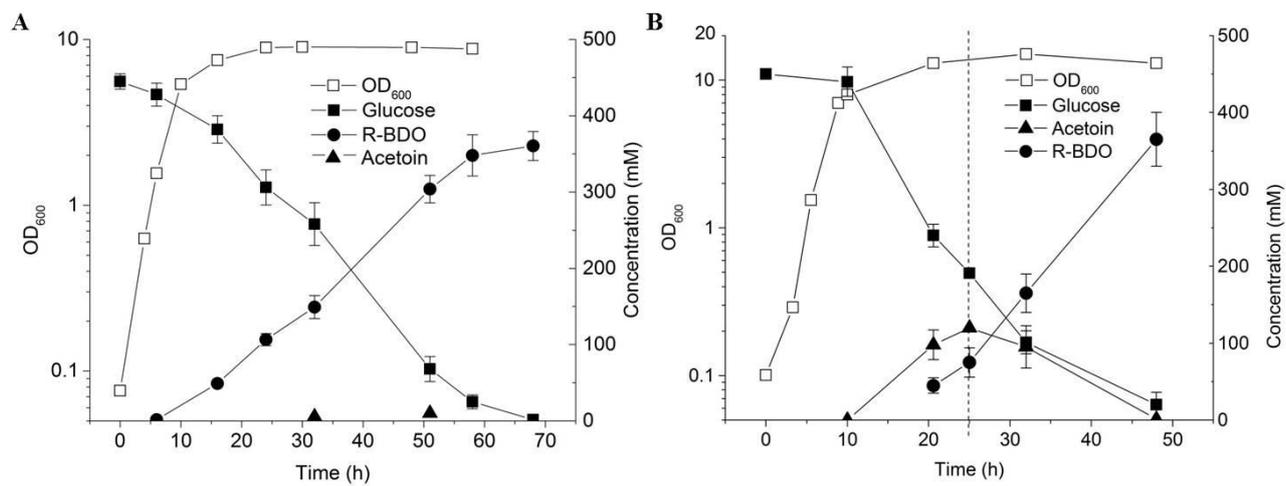 A
10
1
0.1
OD600
500
400
300
200
100
0
Concentration (mM)
OD600
Glucose
R-BDO
Acetoin
0 10 20 30 40 50 60 70
Time (h)
B
20
10
1
0.1
OD600
500
400
300
200
100
0
Concentration (mM)
OD600
Glucose
Acetoin
R-BDO
0 10 20 30 40 50
Time (h)